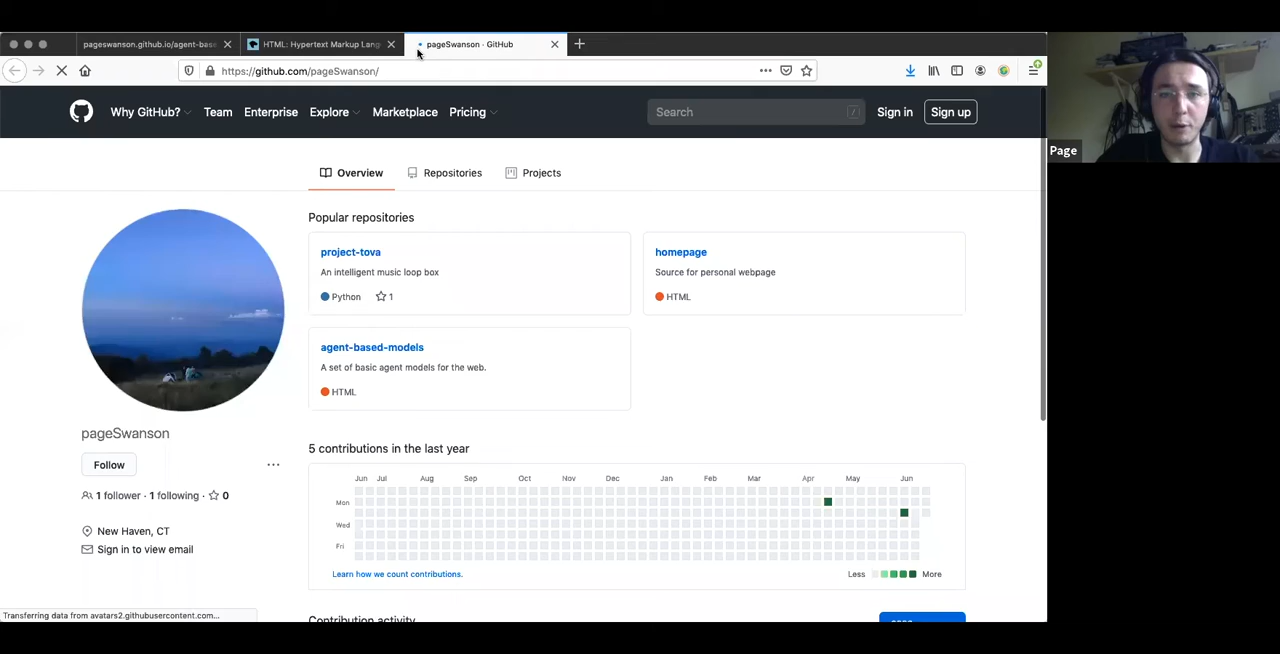 pageswanson.github.io/agent-base
HTML: Hypertext Markup Lang
pageSwanson · GitHub
https://github.com/pageSwanson/
Why GitHub? Team Enterprise Explore Marketplace Pricing
Search /
Sign in
Sign up
Page
Overview Repositories Projects
Popular repositories
project-tova
An intelligent music loop box
Python 1
homepage
Source for personal webpage
HTML
agent-based-models
A set of basic agent models for the web.
HTML
pageSwanson
Follow
1 follower · 1 following · 0
New Haven, CT
Sign in to view email
5 contributions in the last year
Jun Jul Aug Sep Oct Nov Dec Jan Feb Mar Apr May Jun
Mon
Wed
Fri
Learn how we count contributions.
Less More
Transferring data from avatars2.githubusercontent.com...
Contribution activity